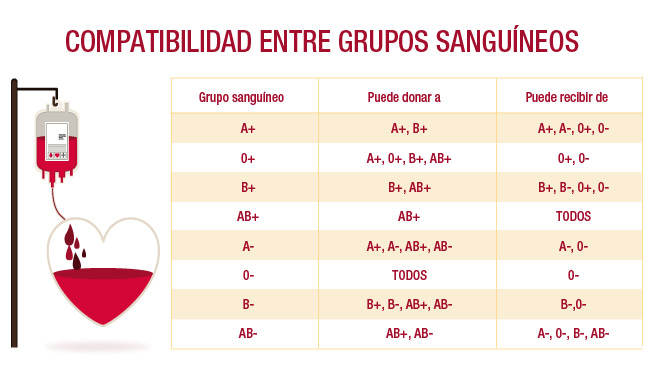 COMPATIBILIDAD ENTRE GRUPOS SANGUÍNEOS
Grupo sanguíneo Puede donar a Puede recibir de
A+ A+, B+ A+, A-, 0+, 0-
0+ A+, 0+, B+, AB+ 0+, 0-
B+ B+, AB+ B+, B-, 0+, 0-
AB+ AB+ TODOS
A- A+, A-, AB+, AB- A-, 0-
0- TODOS 0-
B- B+, B-, AB+, AB- B-,0-
AB- AB+, AB- A-, 0-, B-, AB-